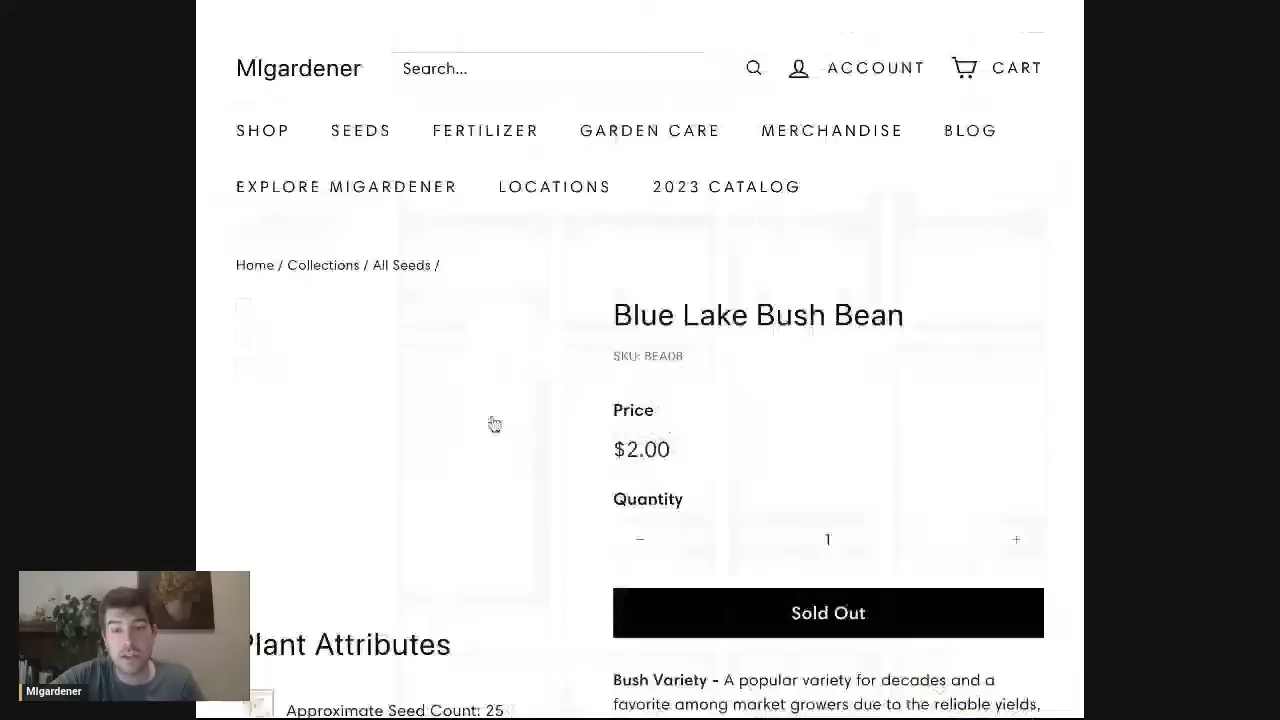 MIgardener
Search...
ACCOUNT
CART
SHOP SEEDS FERTILIZER GARDEN CARE MERCHANDISE BLOG
EXPLORE MIGARDENER LOCATIONS 2023 CATALOG
Home / Collections / All Seeds /
Blue Lake Bush Bean
SKU: BEA08
Price
$2.00
Quantity
− 1 +
Sold Out
Plant Attributes
Approximate Seed Count: 25
Bush Variety - A popular variety for decades and a
favorite among market growers due to the reliable yields,
MIgardener